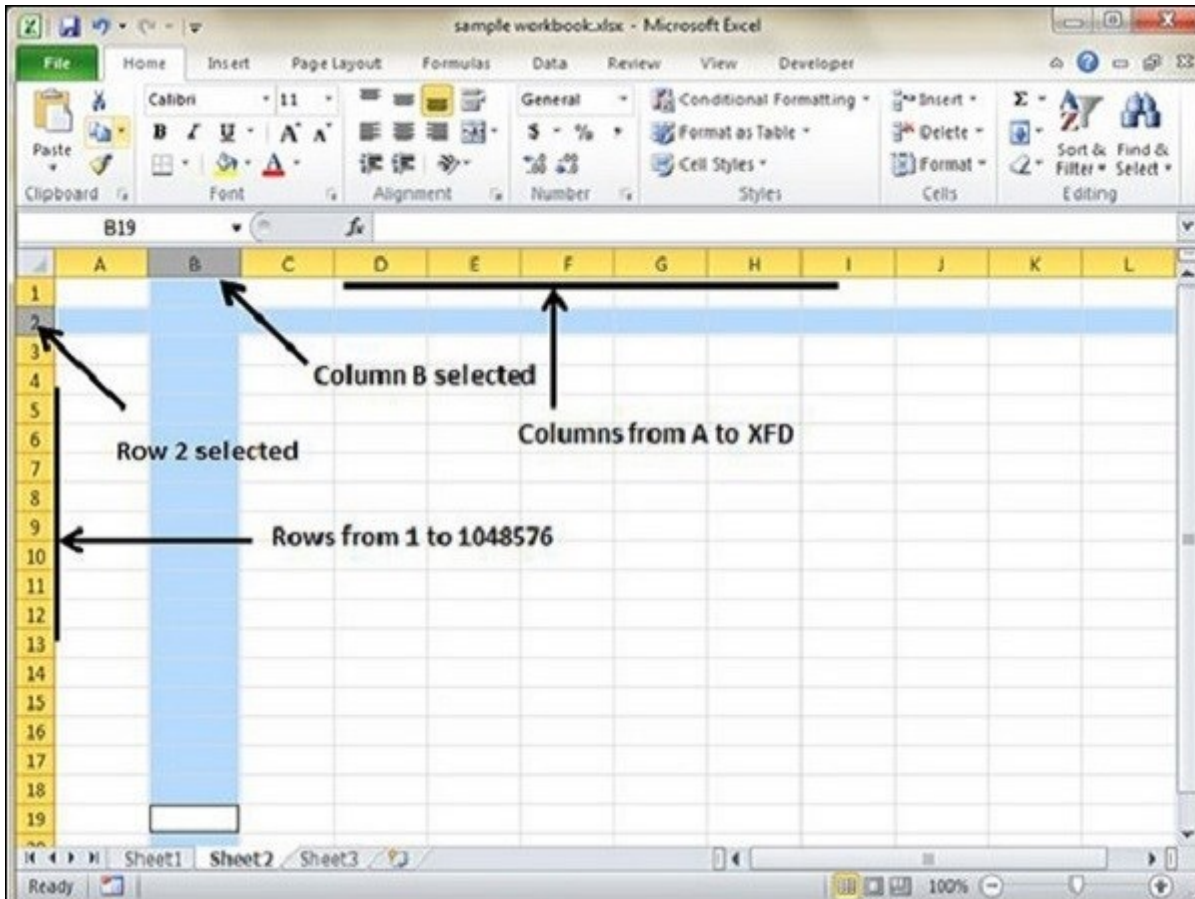 sample workbook.xlsx - Microsoft Excel
File Home Insert Page Layout Formulas Data Review View Developer
Calibri 11 General Conditional Formatting Insert Σ
Paste B I U A A $ % , Format as Table Delete Sort & Filter Find & Select
A Cell Styles Format
Clipboard Font Alignment Number Styles Cells Editing
B19 fx
A B C D E F G H I J K L
1
2
3
Column B selected
4
5
Columns from A to XFD
6
Row 2 selected
7
8
9
Rows from 1 to 1048576
10
11
12
13
14
15
16
17
18
19
20
Sheet1 Sheet2 Sheet3
Ready 100%